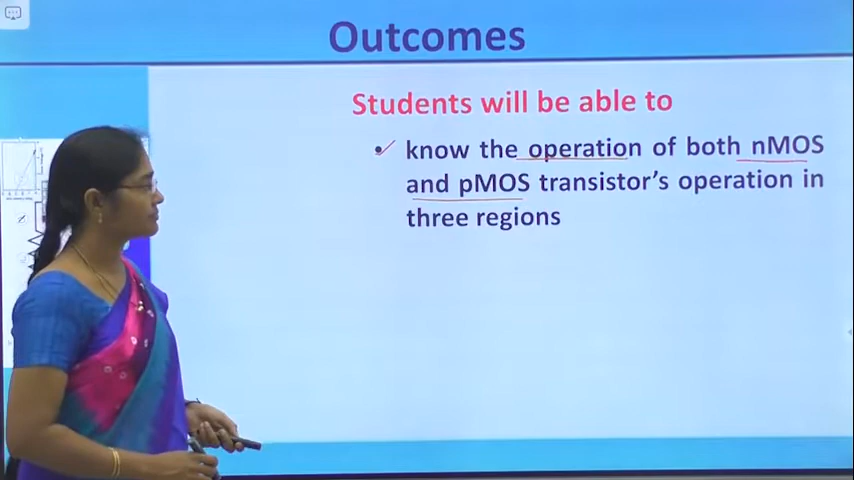 Outcomes
Students will be able to
• know the operation of both nMOS
and pMOS transistor's operation in
three regions